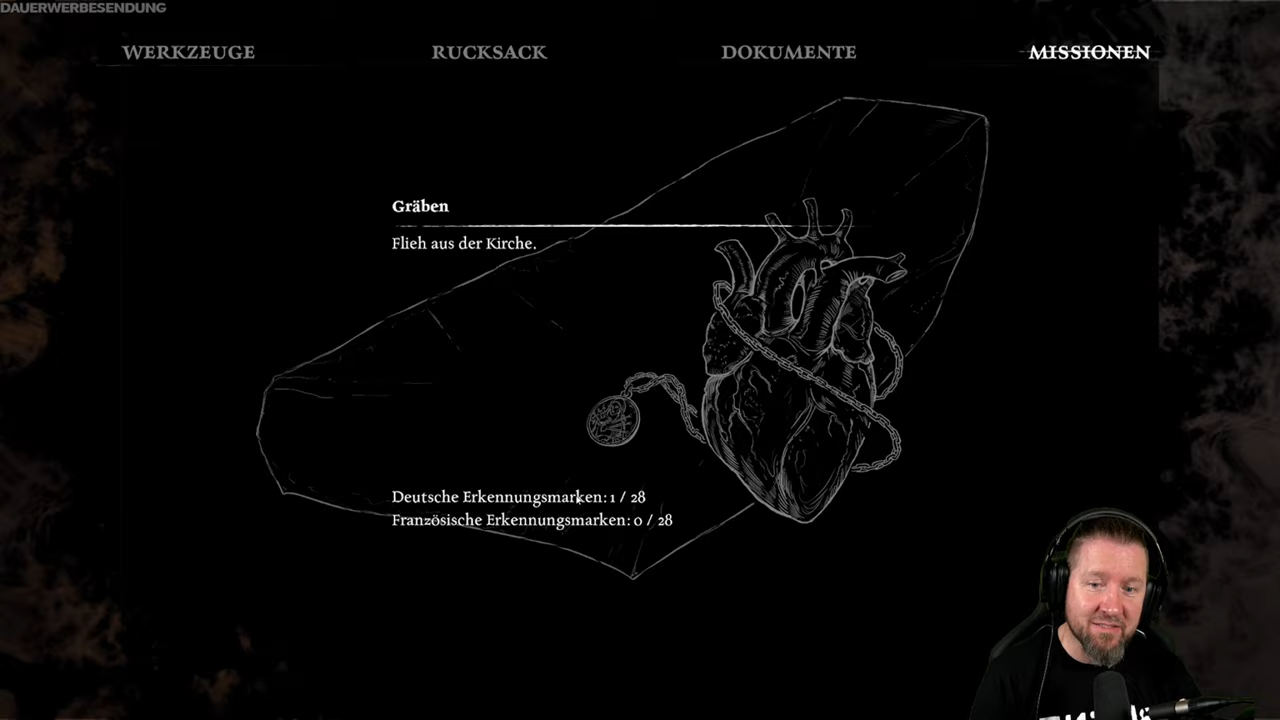 DAUERWERBESENDUNG
WERKZEUGE
RUCKSACK
DOKUMENTE
MISSIONEN
Gräben
Flieh aus der Kirche.
Deutsche Erkennungsmarken: 1 / 28
Französische Erkennungsmarken: 0 / 28